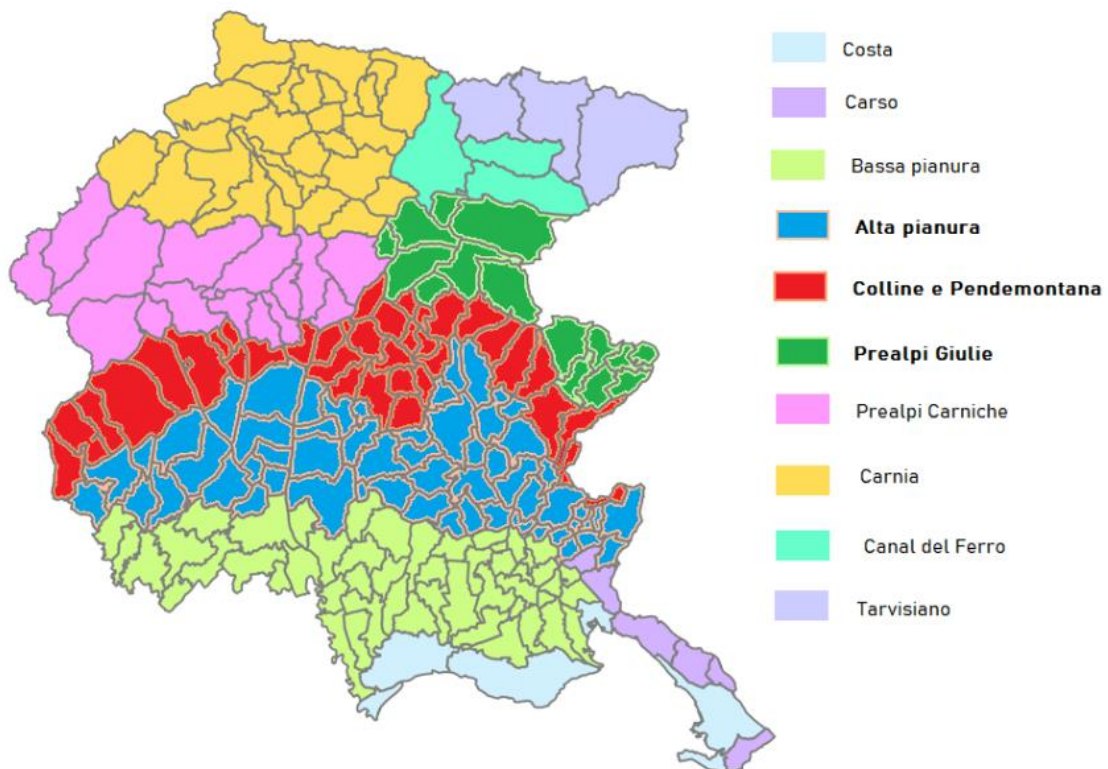 Costa
Carso
Bassa pianura
Alta pianura
Colline e Pendemontana
Prealpi Giulie
Prealpi Carniche
Carnia
Canal del Ferro
Tarvisiano